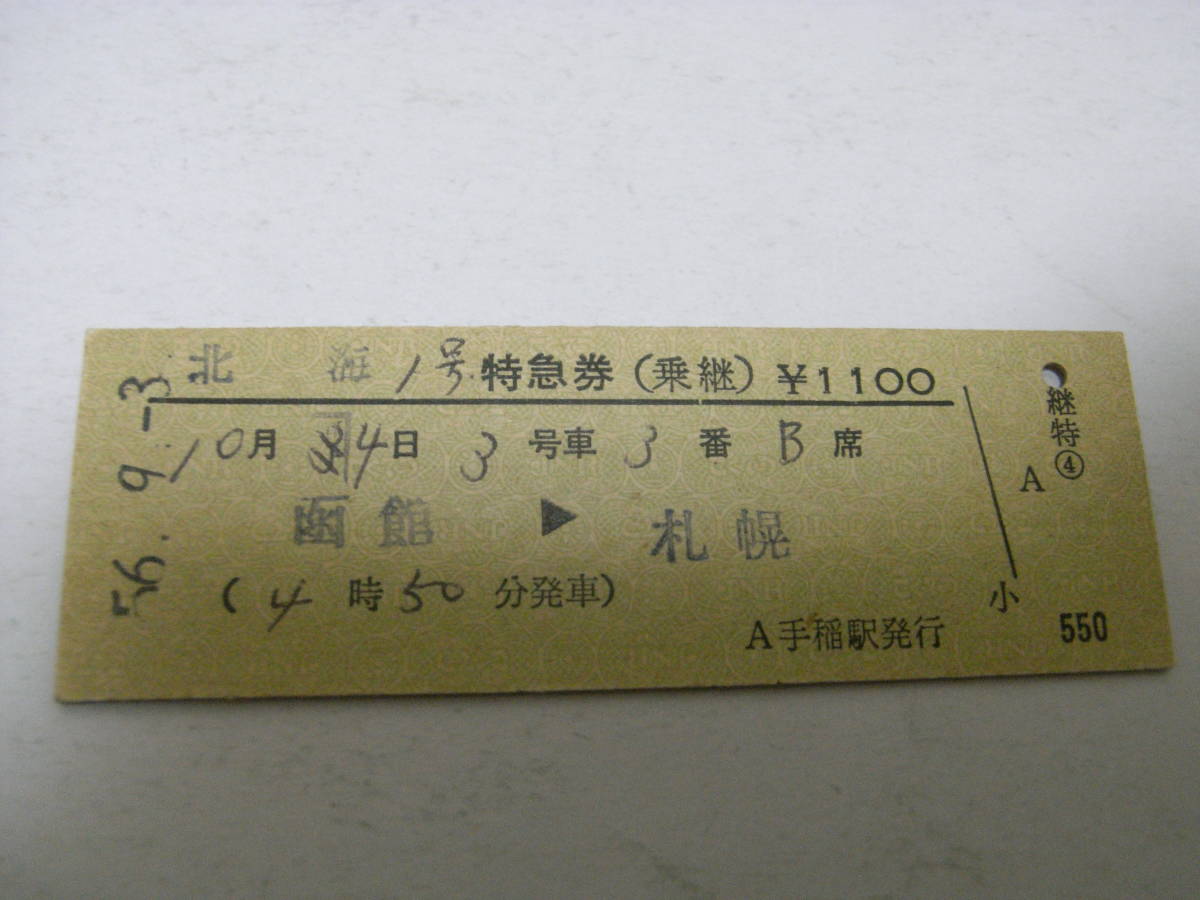 56.9.-3
北海1号特急券(乗継)¥1100
10月4日3号車3番B席
函館▶札幌
(4時50分発車)
A手稲駅発行
継特④
A
小
550